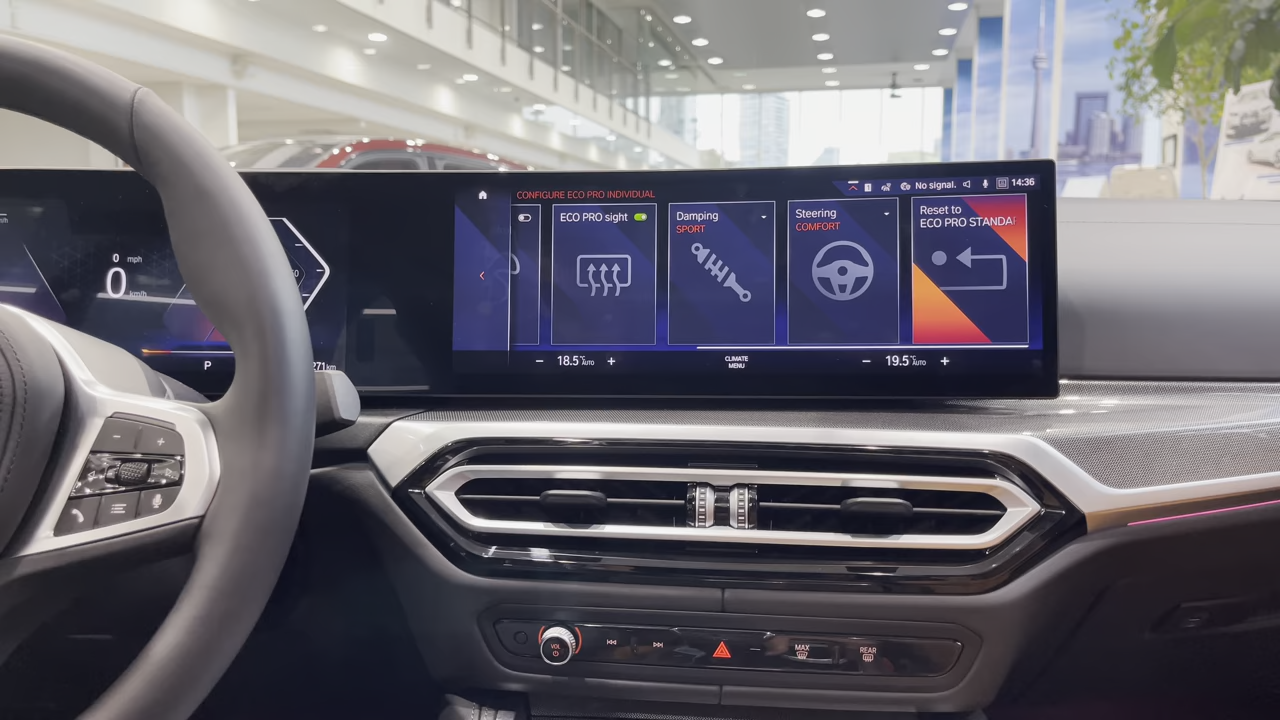 CONFIGURE ECO PRO INDIVIDUAL
No signal.
14:36
ECO PRO sight
Damping
SPORT
Steering
COMFORT
Reset to
ECO PRO STANDA
0 mph
0 km/h
P
271km
− 18.5°C AUTO +
CLIMATE
MENU
− 19.5°C AUTO +
− +
VOL
MAX
REAR